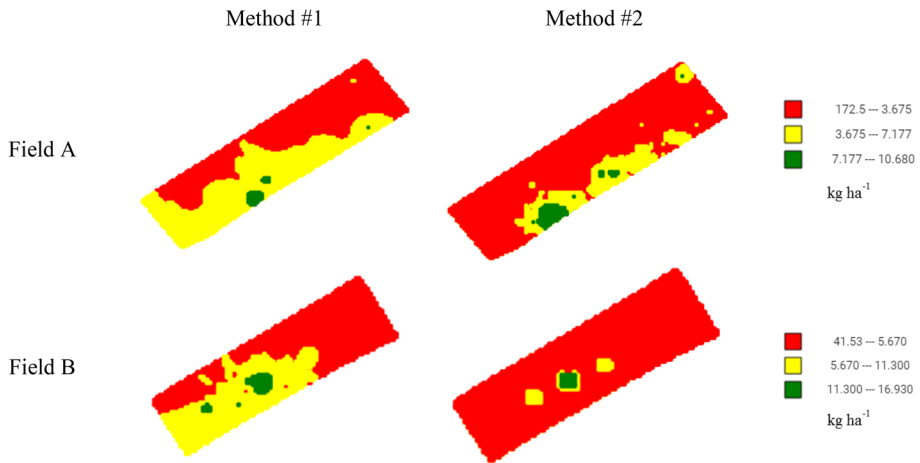 Method #1 Method #2
Field A
172.5 --- 3.675
3.675 --- 7.177
7.177 --- 10.680
kg ha-1
Field B
41.53 --- 5.670
5.670 --- 11.300
11.300 --- 16.930
kg ha-1